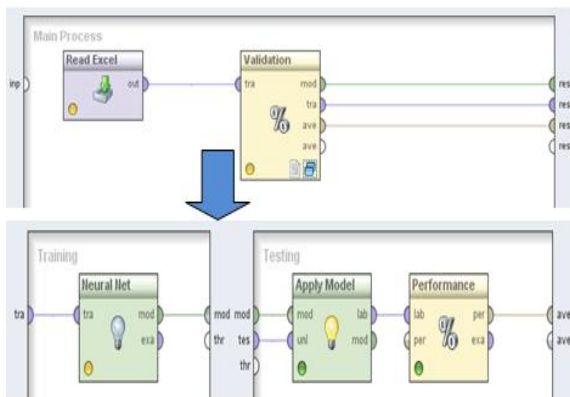 Main Process
Read Excel
Validation
inp
out
tra
mod
res
tra
res
ave
res
ave
res
Training
Testing
Neural Net
Apply Model
Performance
tra
tra
mod
mod
mod
mod
lab
lab
per
ave
exa
thr
tes
unl
mod
per
exa
ave
thr